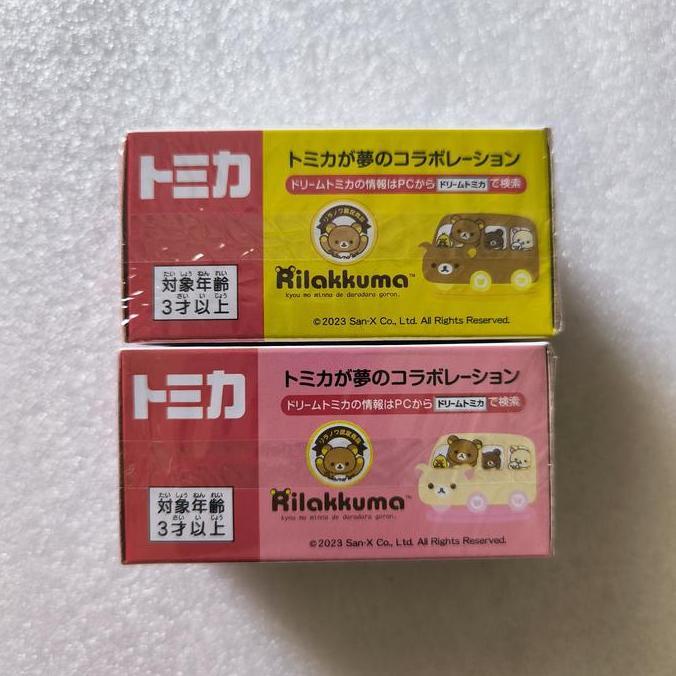 トミカ
トミカが夢のコラボレーション
ドリームトミカの情報はPCから ドリームトミカ で検索
リラックマ
Rilakkuma™
kyou mo minna de daradara goron.
たい しょう ねん れい
対象年齢
さい い じょう
3才以上
©2023 San-X Co., Ltd. All Rights Reserved.
トミカ
トミカが夢のコラボレーション
ドリームトミカの情報はPCから ドリームトミカ で検索
Rilakkuma™
kyou mo minna de daradara goron.
たい しょう ねん れい
対象年齢
さい い じょう
3才以上
©2023 San-X Co., Ltd. All Rights Reserved.